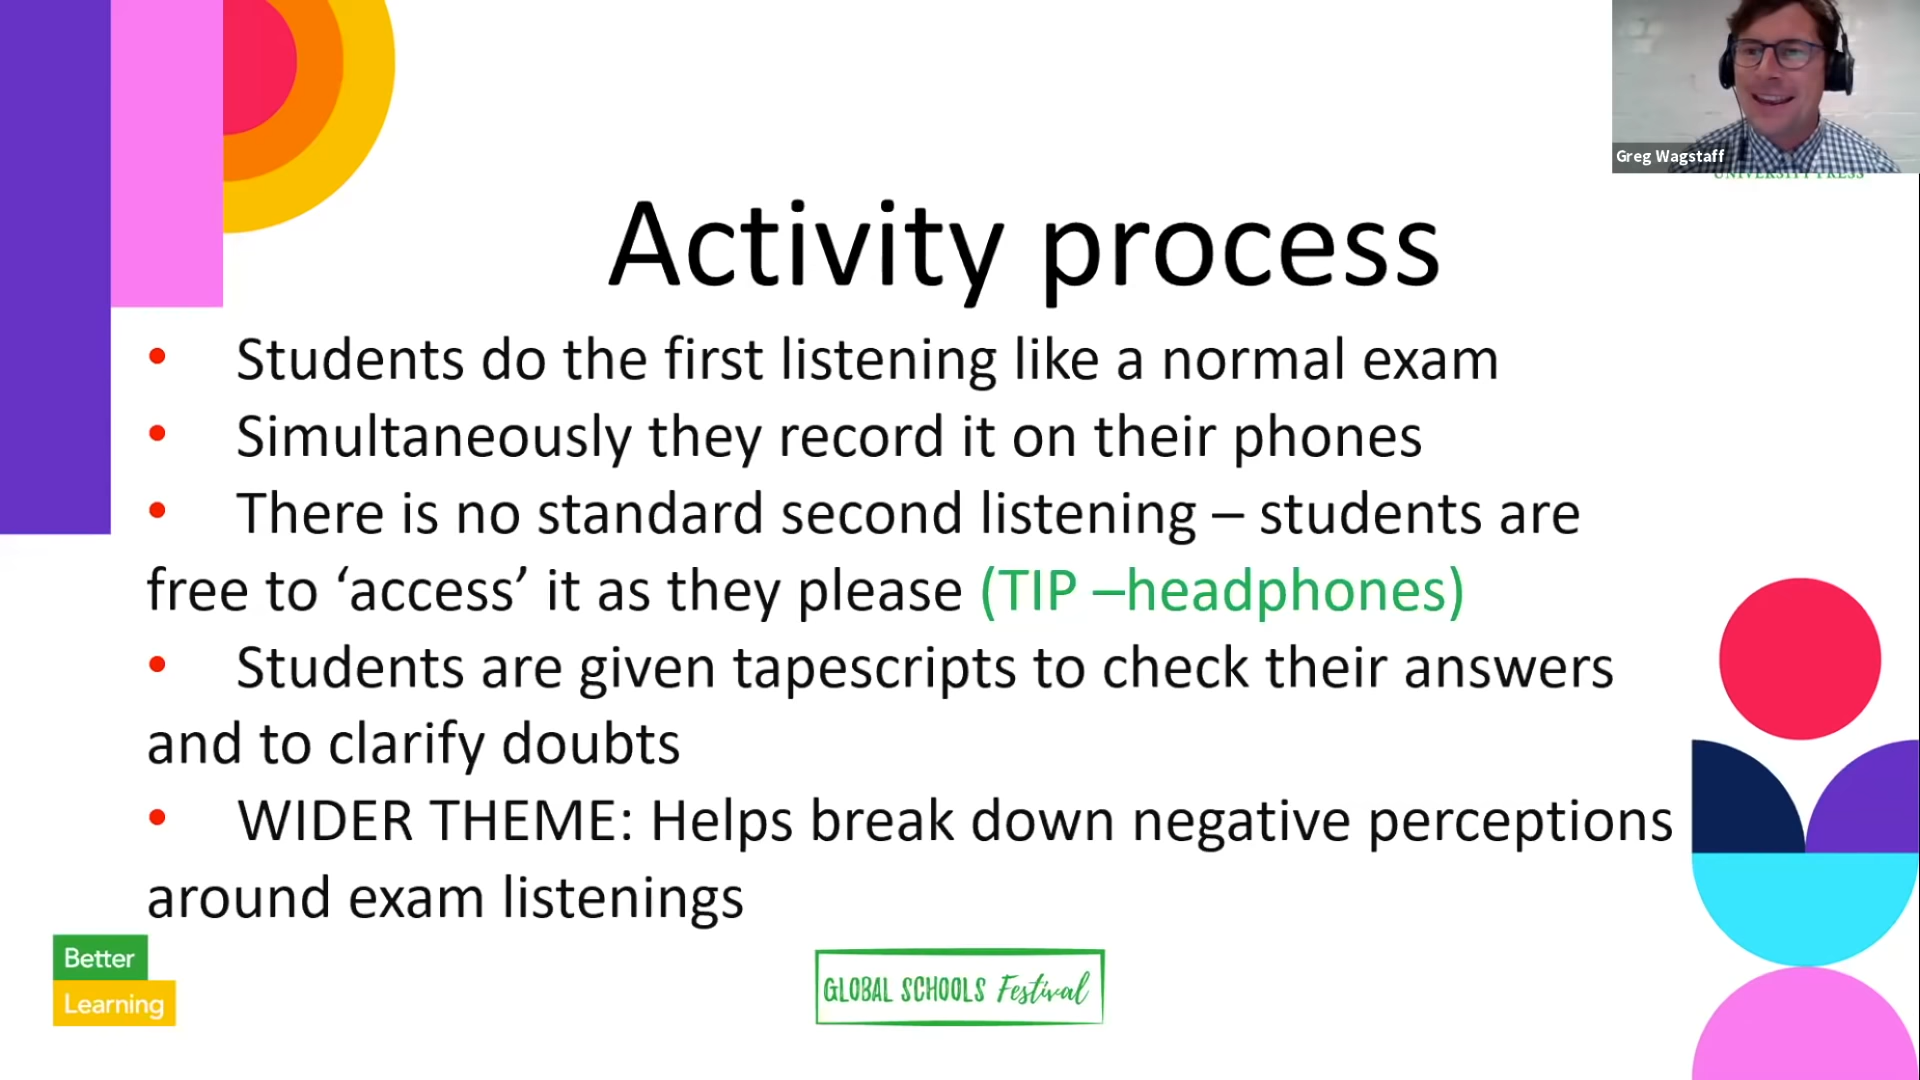 Greg Wagstaff
UNIVERSITY PRESS
Activity process
• Students do the first listening like a normal exam
• Simultaneously they record it on their phones
• There is no standard second listening – students are
free to ‘access’ it as they please (TIP –headphones)
• Students are given tapescripts to check their answers
and to clarify doubts
• WIDER THEME: Helps break down negative perceptions
around exam listenings
Better
Learning
GLOBAL SCHOOLS Festival